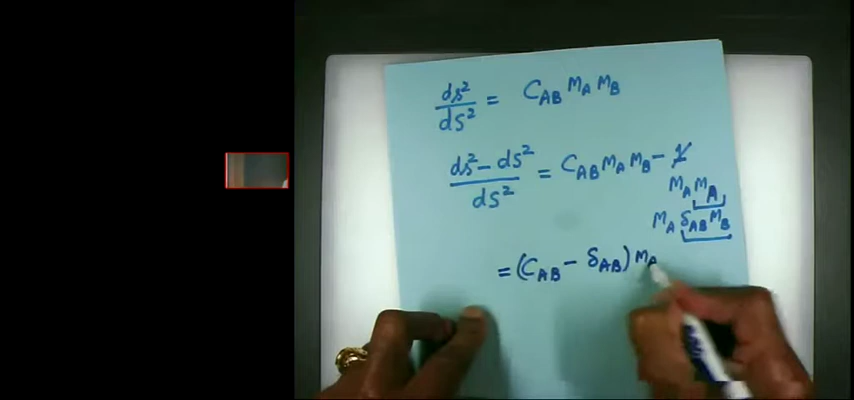 ds²/dS² = C_AB M_A M_B
(ds² - dS²)/dS² = C_AB M_A M_B - 1
M_A M_A
M_A δ_AB M_B
= (C_AB - δ_AB) M_A